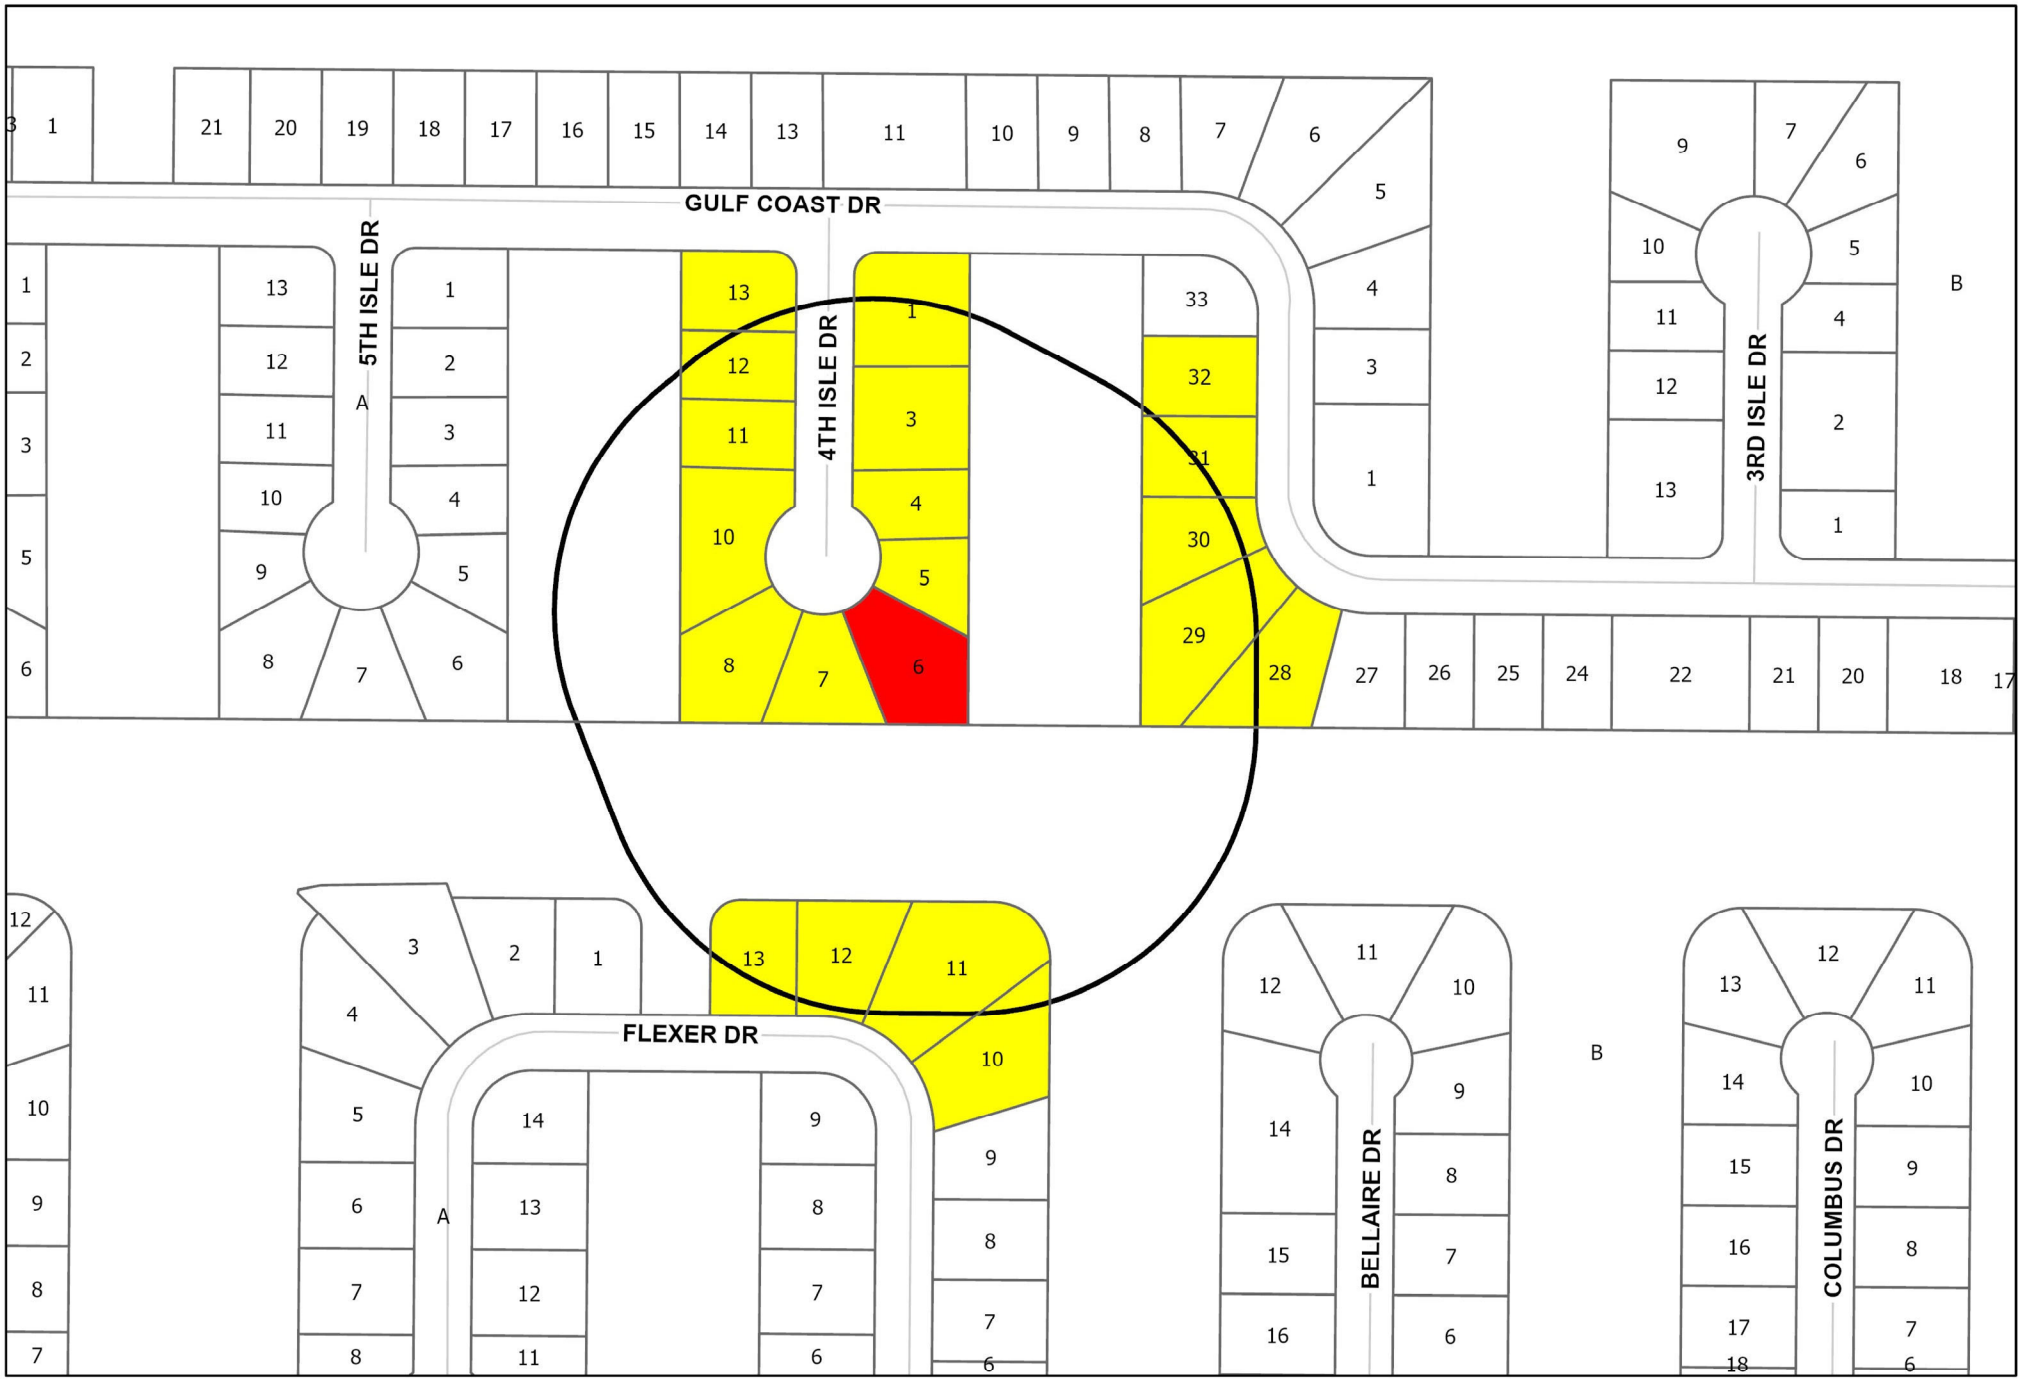 3 1 21 20 19 18 17 16 15 14 13 11 10 9 8 7 6 5 9 7 6
GULF COAST DR
1 13 1 13 1 33 4 10 5 B
5TH ISLE DR
2 12 2 12 3 32 3 11 4
A
4TH ISLE DR
3RD ISLE DR
3 11 3 11 4 31 1 12 2
10 4 10 30 13 1
5 9 5 5
6 8 7 6 8 7 6 29 28 27 26 25 24 22 21 20 18 17
12 3 2 1 13 12 11 12 11 10 13 12 11
11 4
FLEXER DR
10 B
10 5 14 9 9 14 9 14 10
9 6 A 13 8 8 8 15 9
BELLAIRE DR
COLUMBUS DR
8 7 12 7 7 15 7 16 8
7 8 11 6 6 16 6 17 7
18 6